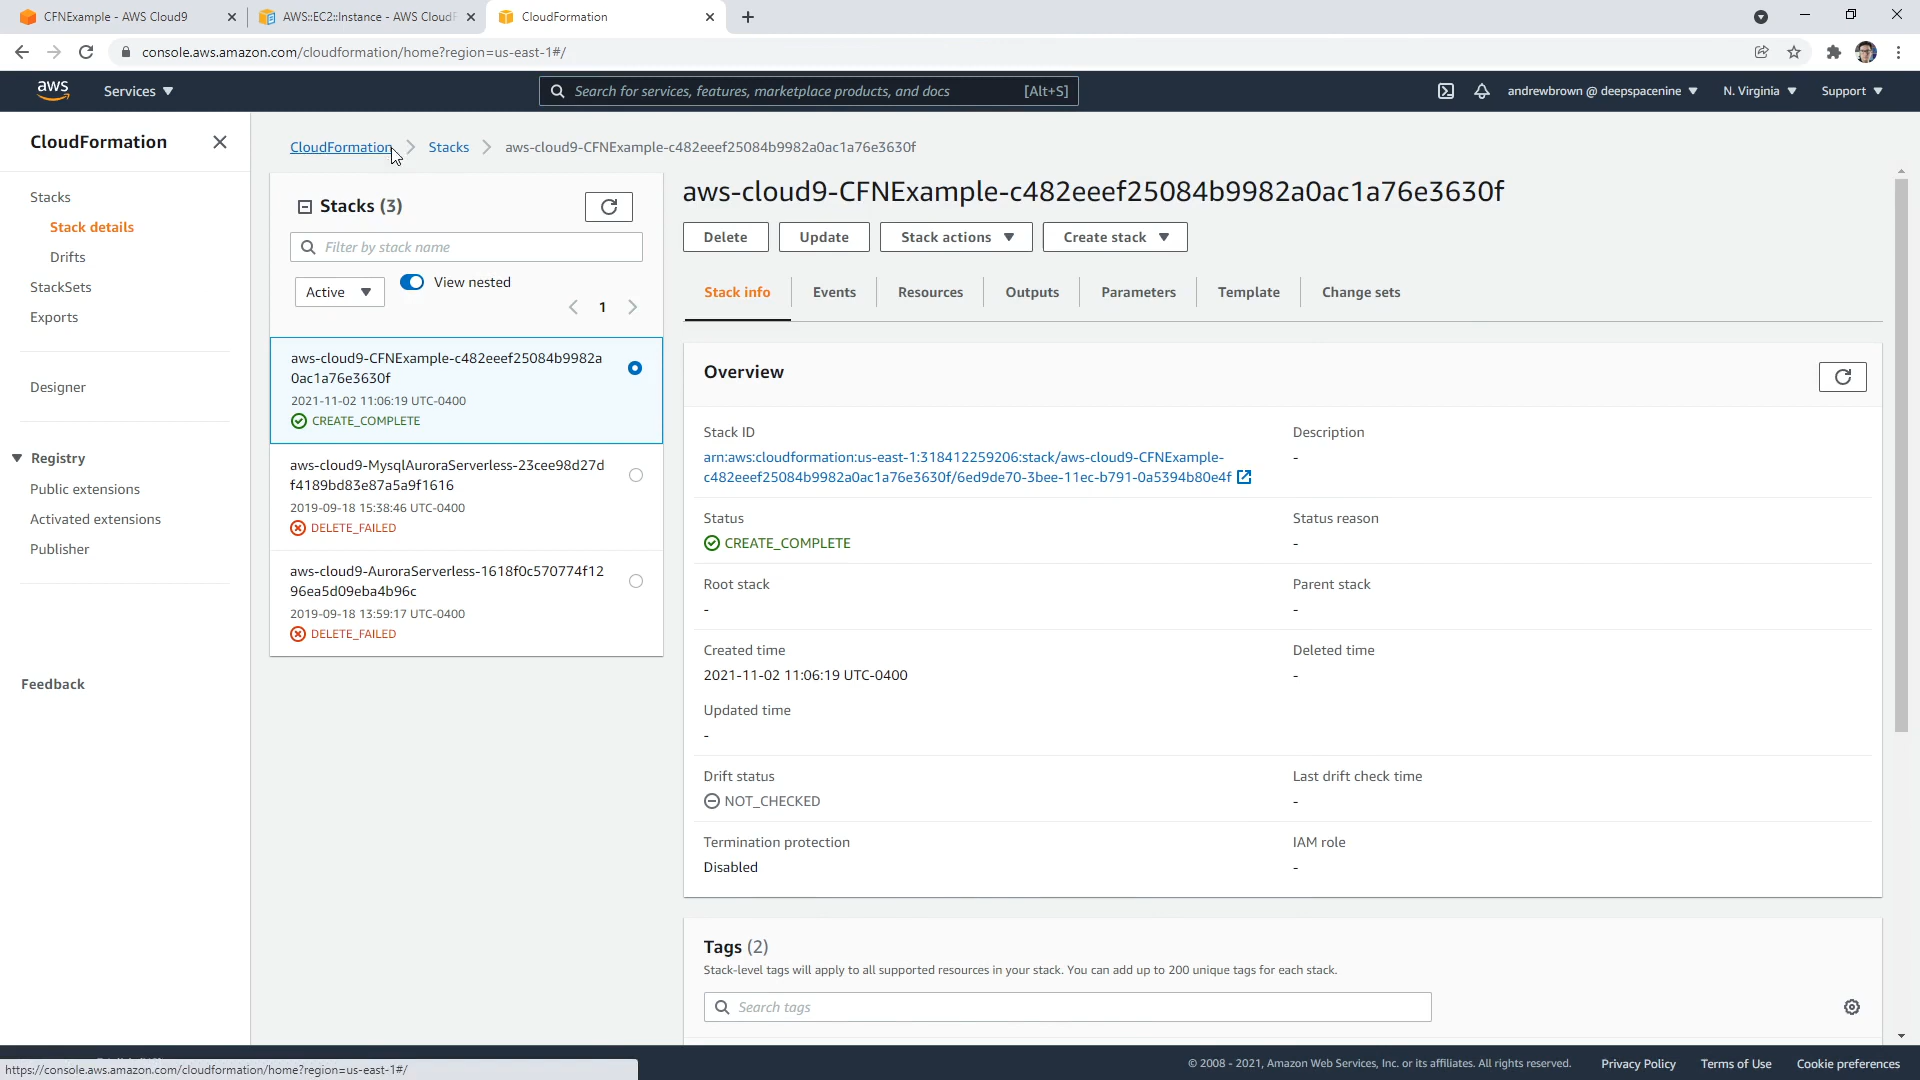 CFNExample - AWS Cloud9
AWS::EC2::Instance - AWS CloudF
CloudFormation
console.aws.amazon.com/cloudformation/home?region=us-east-1#/
aws
Services
Search for services, features, marketplace products, and docs
[Alt+S]
andrewbrown @ deepspacenine
N. Virginia
Support
CloudFormation
Stacks
Stack details
Drifts
StackSets
Exports
Designer
Registry
Public extensions
Activated extensions
Publisher
Feedback
CloudFormation
Stacks
aws-cloud9-CFNExample-c482eeef25084b9982a0ac1a76e3630f
Stacks (3)
Filter by stack name
Active
View nested
1
aws-cloud9-CFNExample-c482eeef25084b9982a
0ac1a76e3630f
2021-11-02 11:06:19 UTC-0400
CREATE_COMPLETE
aws-cloud9-MysqlAuroraServerless-23cee98d27d
f4189bd83e87a5a9f1616
2019-09-18 15:38:46 UTC-0400
DELETE_FAILED
aws-cloud9-AuroraServerless-1618f0c570774f12
96ea5d09eba4b96c
2019-09-18 13:59:17 UTC-0400
DELETE_FAILED
aws-cloud9-CFNExample-c482eeef25084b9982a0ac1a76e3630f
Delete
Update
Stack actions
Create stack
Stack info
Events
Resources
Outputs
Parameters
Template
Change sets
Overview
Stack ID
arn:aws:cloudformation:us-east-1:318412259206:stack/aws-cloud9-CFNExample-
c482eeef25084b9982a0ac1a76e3630f/6ed9de70-3bee-11ec-b791-0a5394b80e4f
Description
-
Status
CREATE_COMPLETE
Status reason
-
Root stack
-
Parent stack
-
Created time
2021-11-02 11:06:19 UTC-0400
Deleted time
-
Updated time
-
Drift status
NOT_CHECKED
Last drift check time
-
Termination protection
Disabled
IAM role
-
Tags (2)
Stack-level tags will apply to all supported resources in your stack. You can add up to 200 unique tags for each stack.
Search tags
https://console.aws.amazon.com/cloudformation/home?region=us-east-1#/
© 2008 - 2021, Amazon Web Services, Inc. or its affiliates. All rights reserved.
Privacy Policy
Terms of Use
Cookie preferences